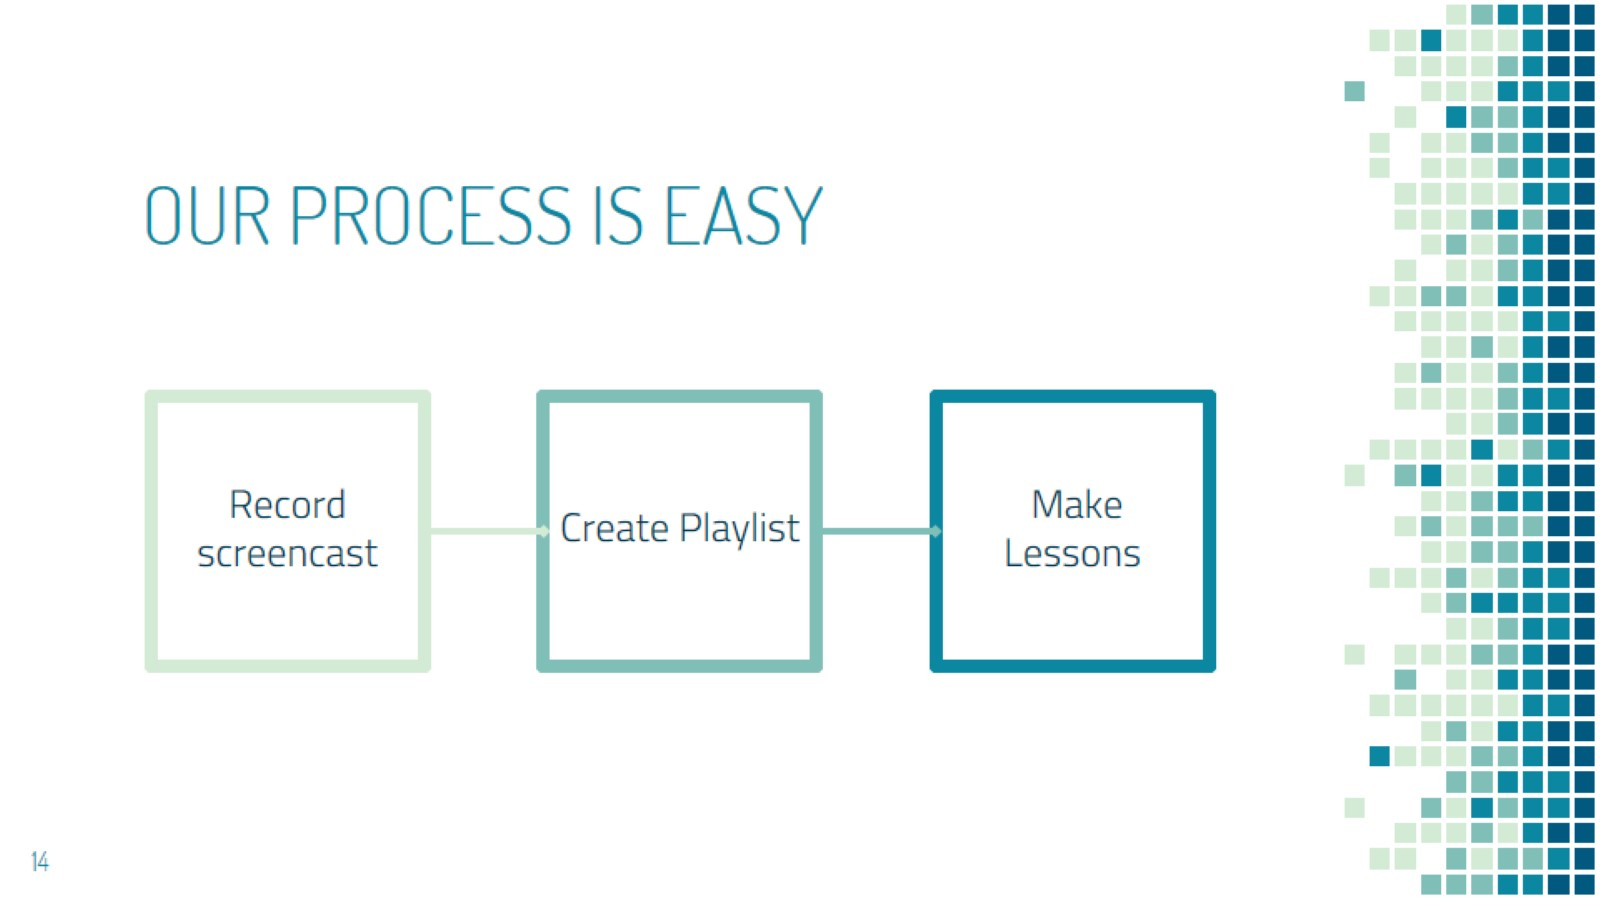 OUR PROCESS IS EASY
Record
screencast
Create Playlist
Make
Lessons
14